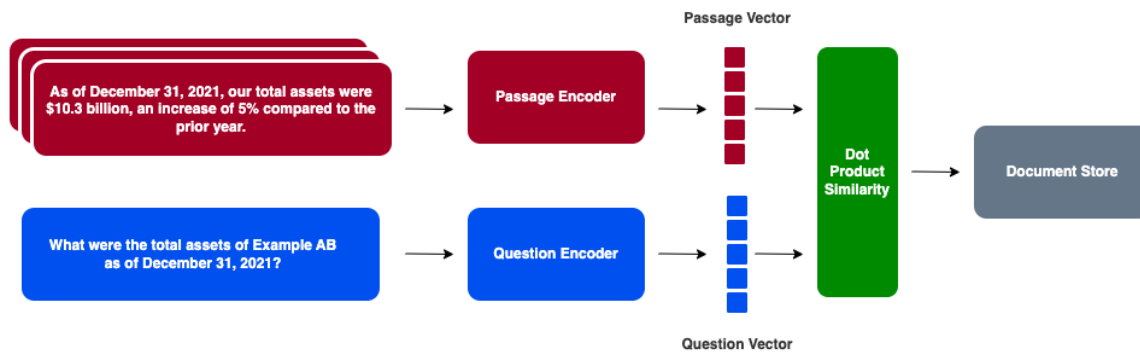 Passage Vector
As of December 31, 2021, our total assets were
$10.3 billion, an increase of 5% compared to the
prior year.
Passage Encoder
Dot
Product
Similarity
Document Store
What were the total assets of Example AB
as of December 31, 2021?
Question Encoder
Question Vector